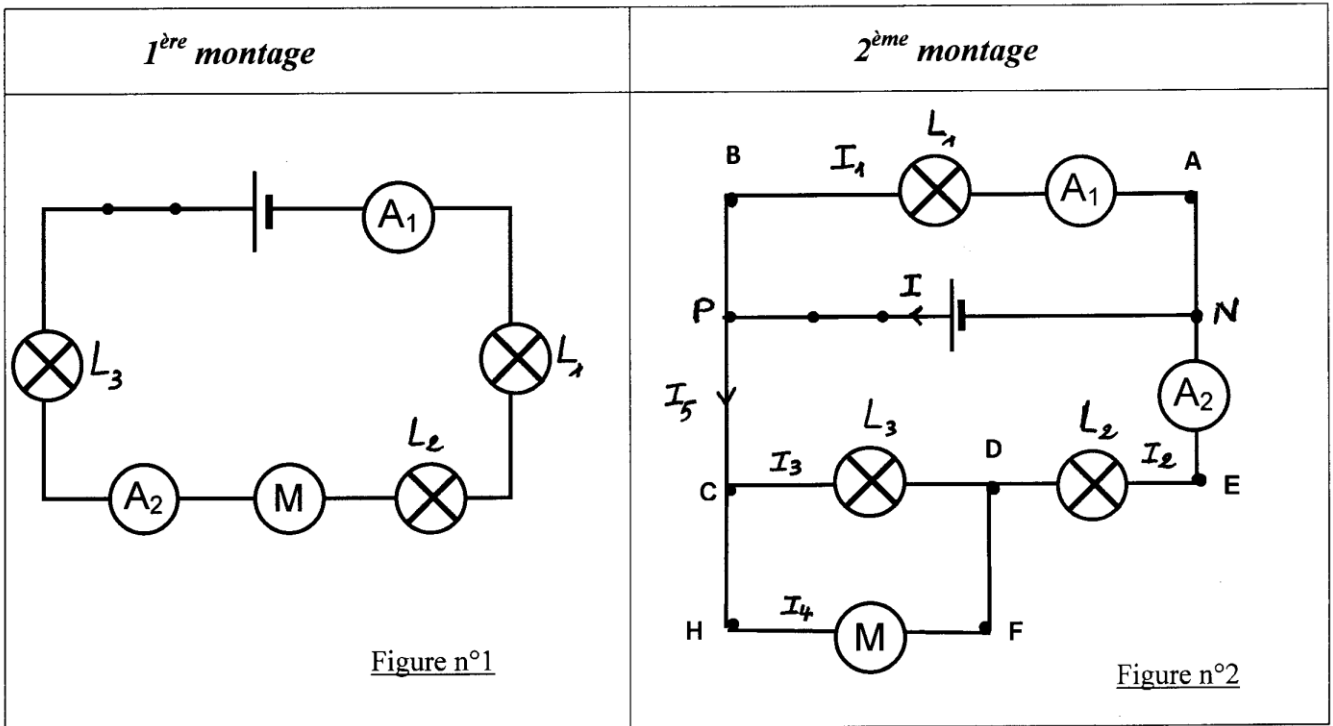 1ère montage
2ème montage
A1
L3
L1
L2
A2
M
Figure n°1
B
I1
L1
A1
A
P
I
N
I5
A2
L3
D
L2
I3
I2
C
E
H
I4
M
F
Figure n°2